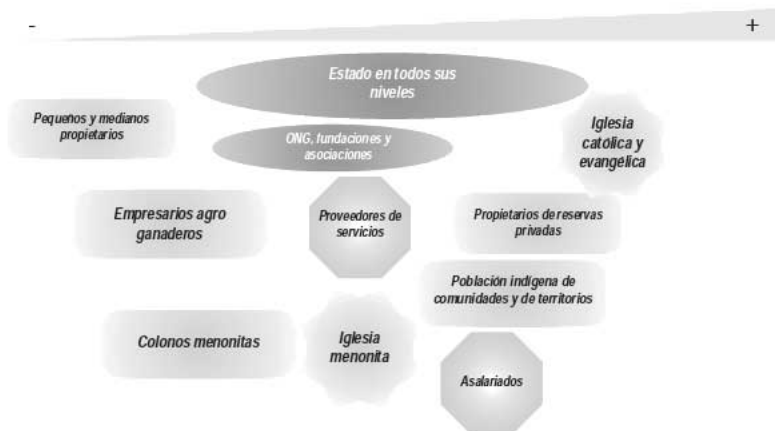 -
+
Estado en todos sus
niveles
Pequeños y medianos
propietarios
Iglesia
católica y
evangélica
ONG, fundaciones y
asociaciones
Empresarios agro
ganaderos
Proveedores de
servicios
Propietarios de reservas
privadas
Población indígena de
comunidades y de territorios
Colonos menonitas
Iglesia
menonita
Asalariados